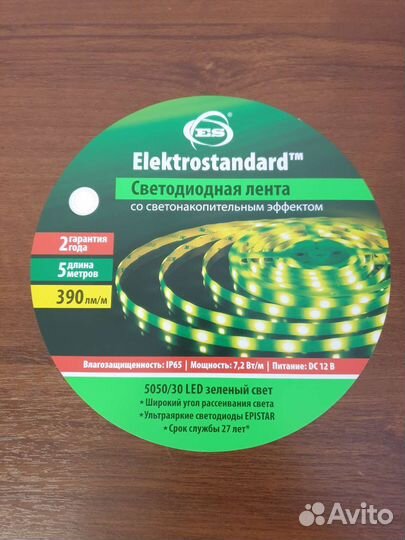 ES
Elektrostandard™
Светодиодная лента
со светонакопительным эффектом
2 гарантия
года
5 длина
метров
390 лм/м
Влагозащищенность: IP65 | Мощность: 7,2 Вт/м | Питание: DC 12 В
5050/30 LED зеленый свет
* Широкий угол рассеивания света
* Ультраяркие светодиоды EPISTAR
* Срок службы 27 лет*
Avito